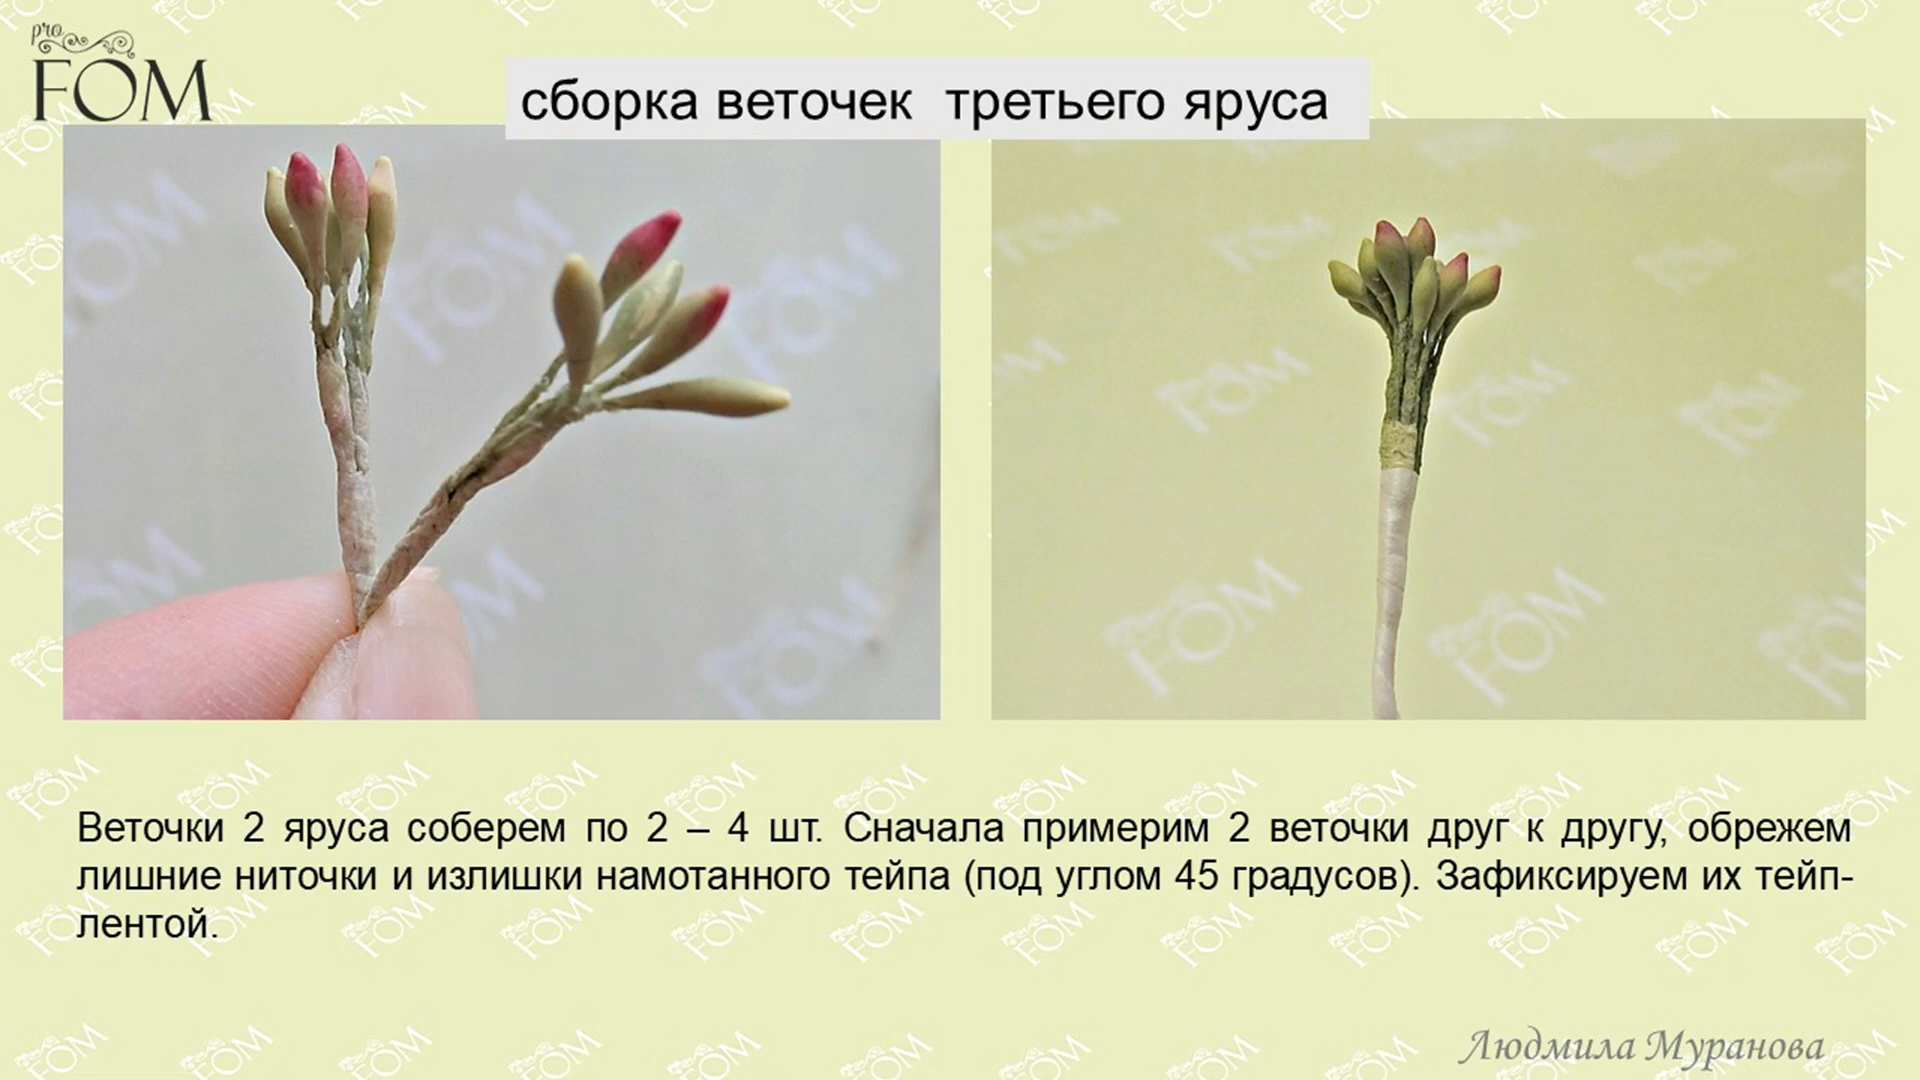 pro
FOM
сборка веточек третьего яруса
Веточки 2 яруса соберем по 2 – 4 шт. Сначала примерим 2 веточки друг к другу, обрежем
лишние ниточки и излишки намотанного тейпа (под углом 45 градусов). Зафиксируем их тейп-
лентой.
Людмила Муранова